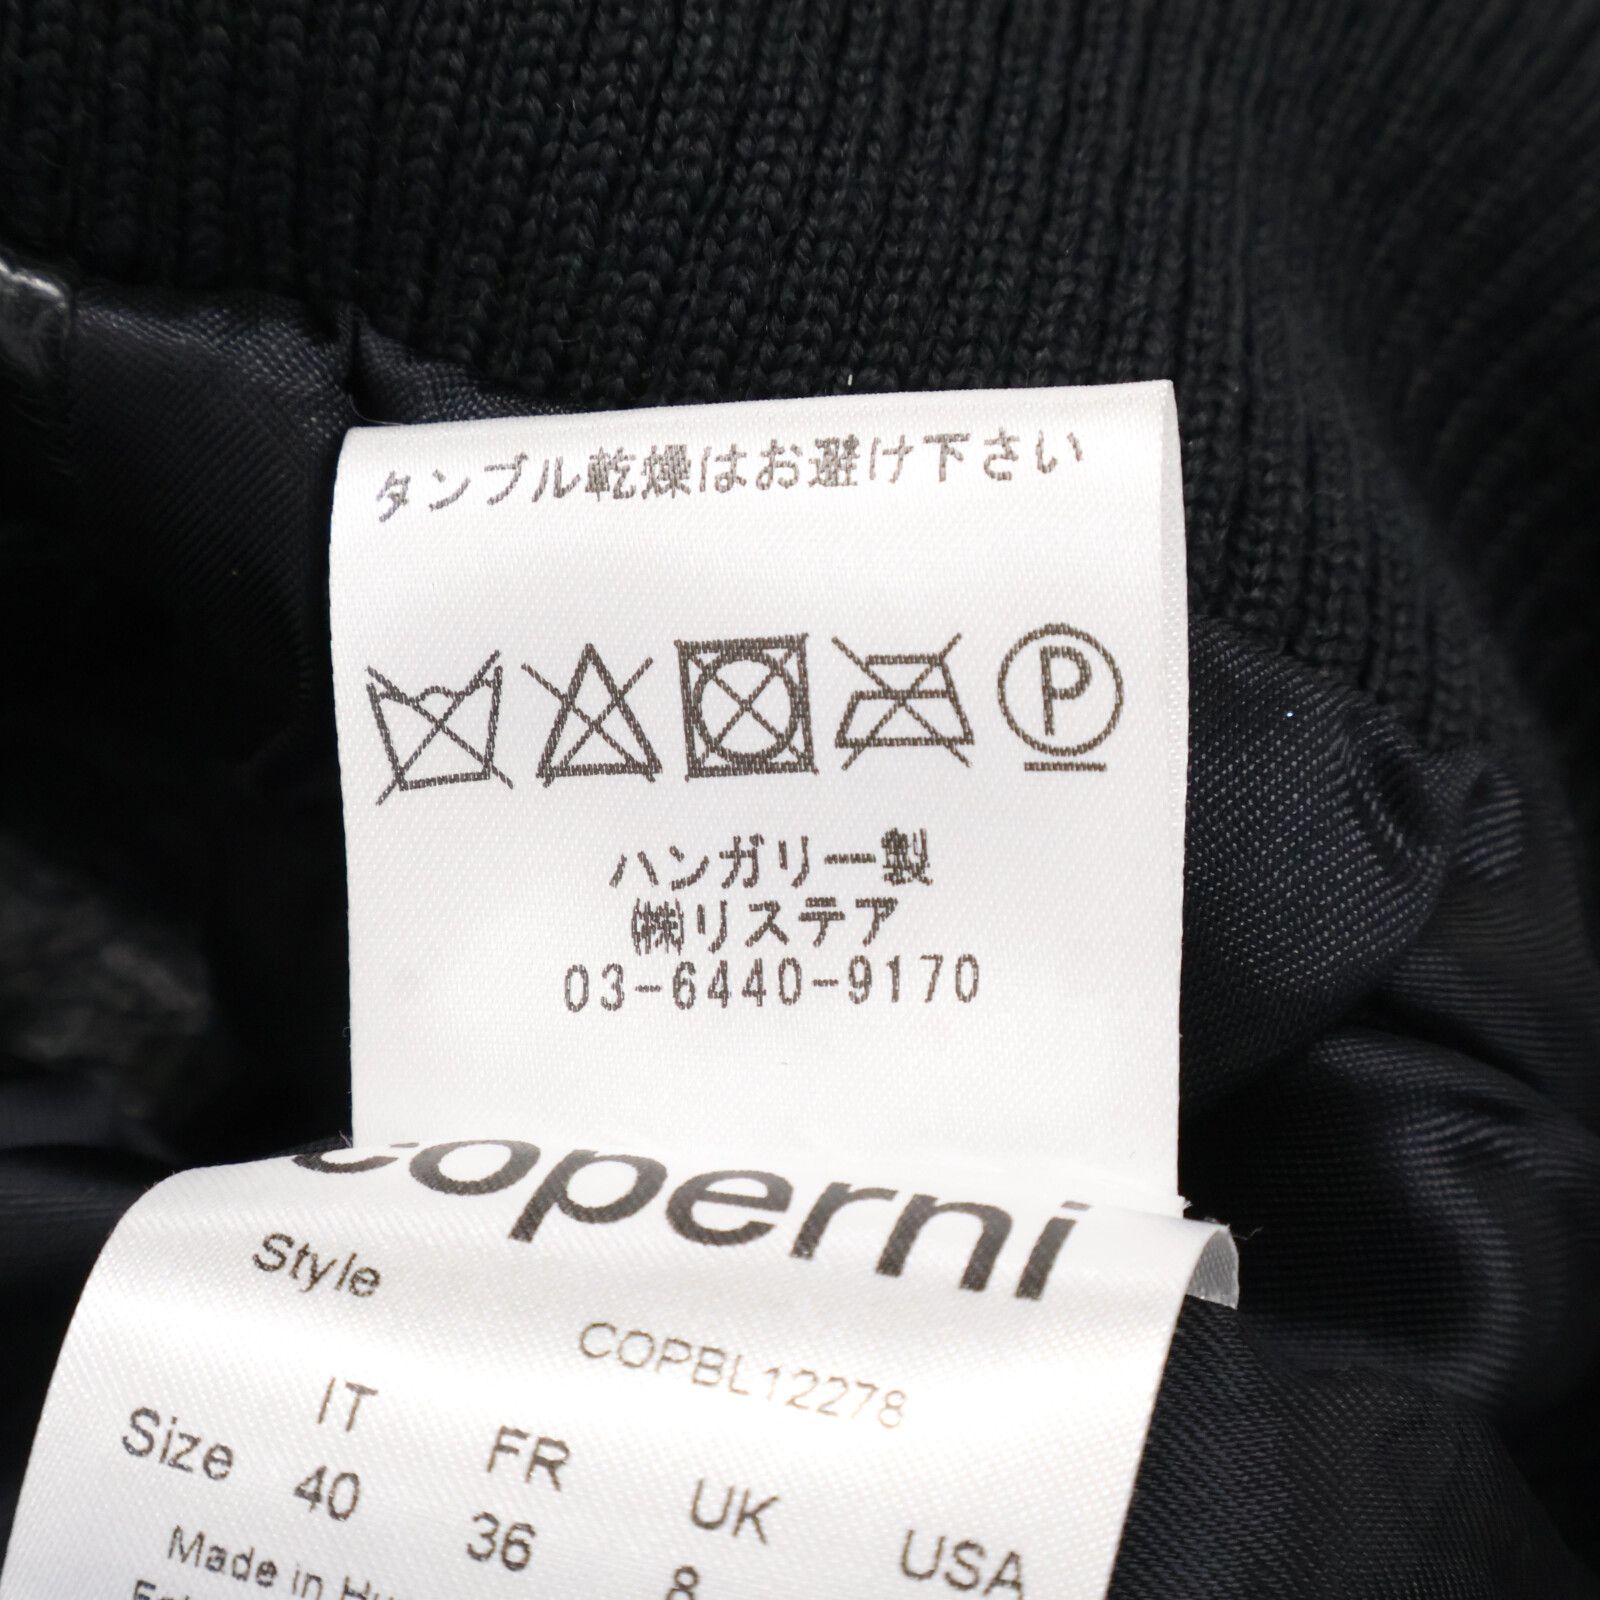 タンブル乾燥はお避け下さい
P
ハンガリー製
㈱リステア
03-6440-9170
coperni
Style
COPBL12278
IT FR UK USA
Size 40 36 8
Made in